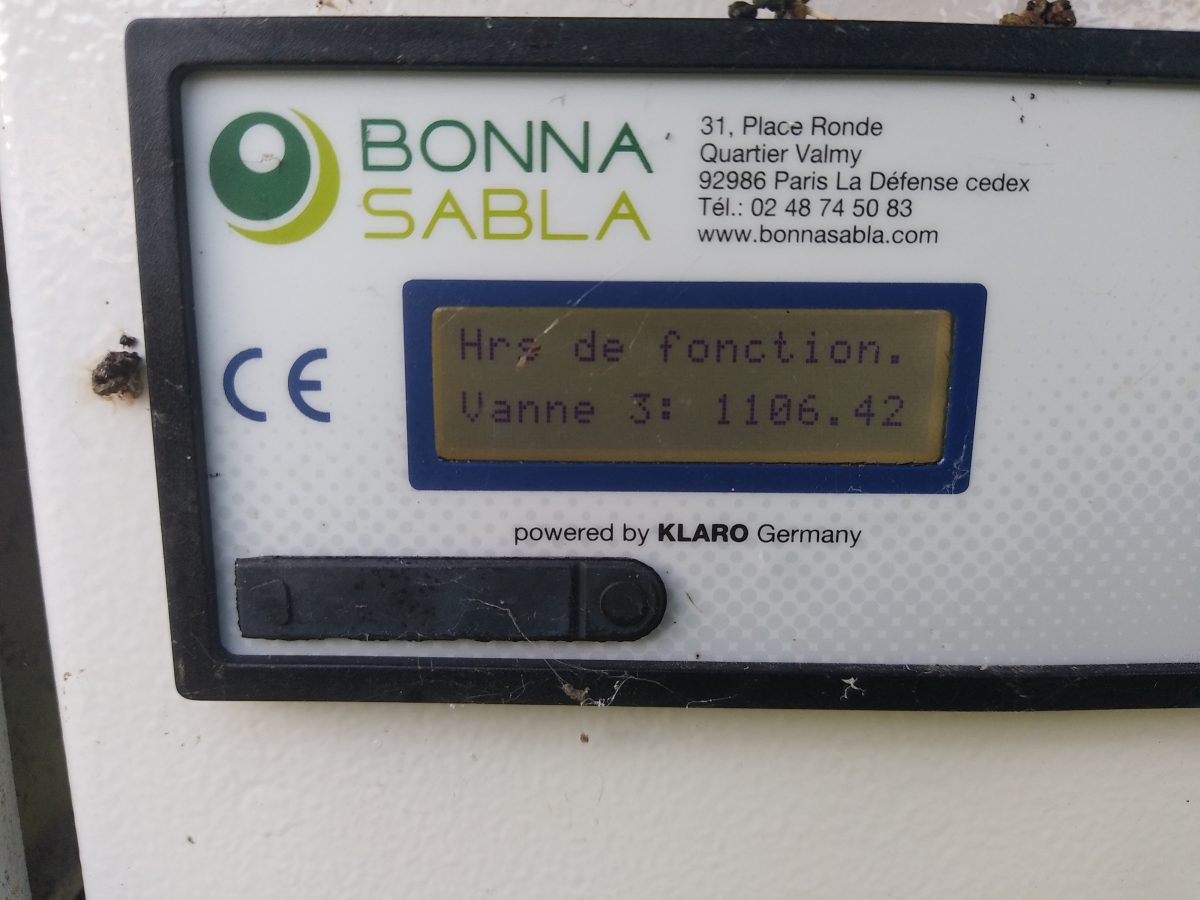 BONNA
SABLA
31, Place Ronde
Quartier Valmy
92986 Paris La Défense cedex
Tél.: 02 48 74 50 83
www.bonnasabla.com
CE
Hrs de fonction.
Vanne 3: 1106.42
powered by KLARO Germany